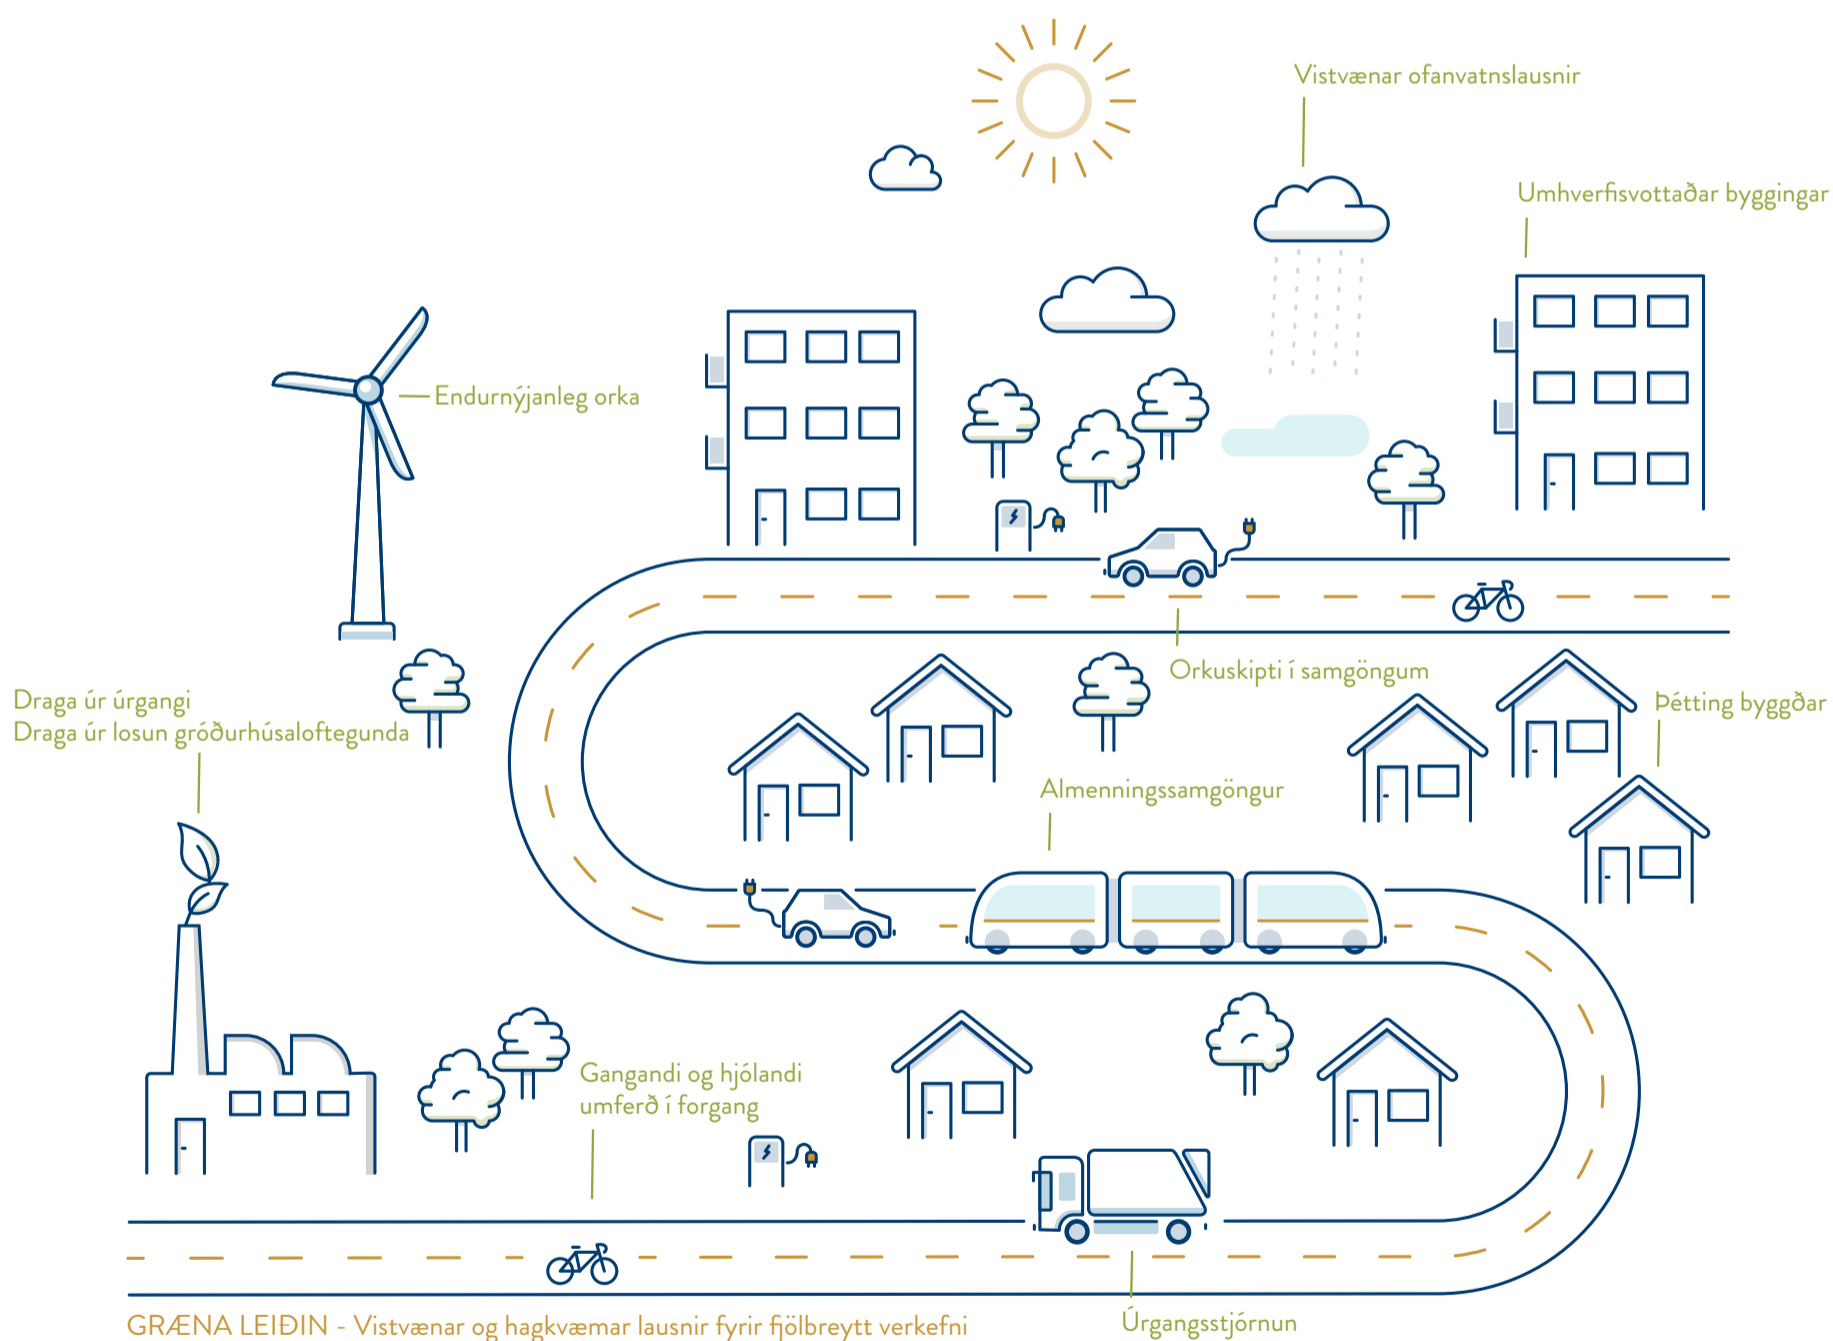 Vistvænar ofanvatnslausnir
Umhverfisvottaðar byggingar
Endurnýjanleg orka
Orkuskipti í samgöngum
Draga úr úrgangi
Draga úr losun gróðurhúsaloftegunda
Þétting byggðar
Almenningssamgöngur
Gangandi og hjólandi
umferð í forgang
Úrgangsstjórnun
GRÆNA LEIÐIN - Vistvænar og hagkvæmar lausnir fyrir fjölbreytt verkefni